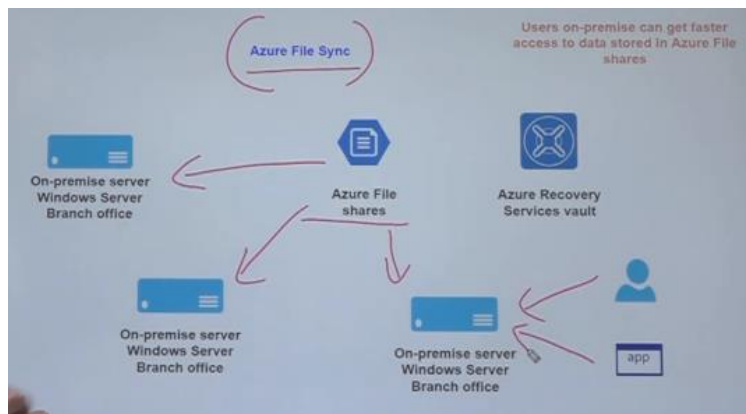 Azure File Sync
Users on-premise can get faster
access to data stored in Azure File
shares
On-premise server
Windows Server
Branch office
Azure File
shares
Azure Recovery
Services vault
On-premise server
Windows Server
Branch office
On-premise server
Windows Server
Branch office
app